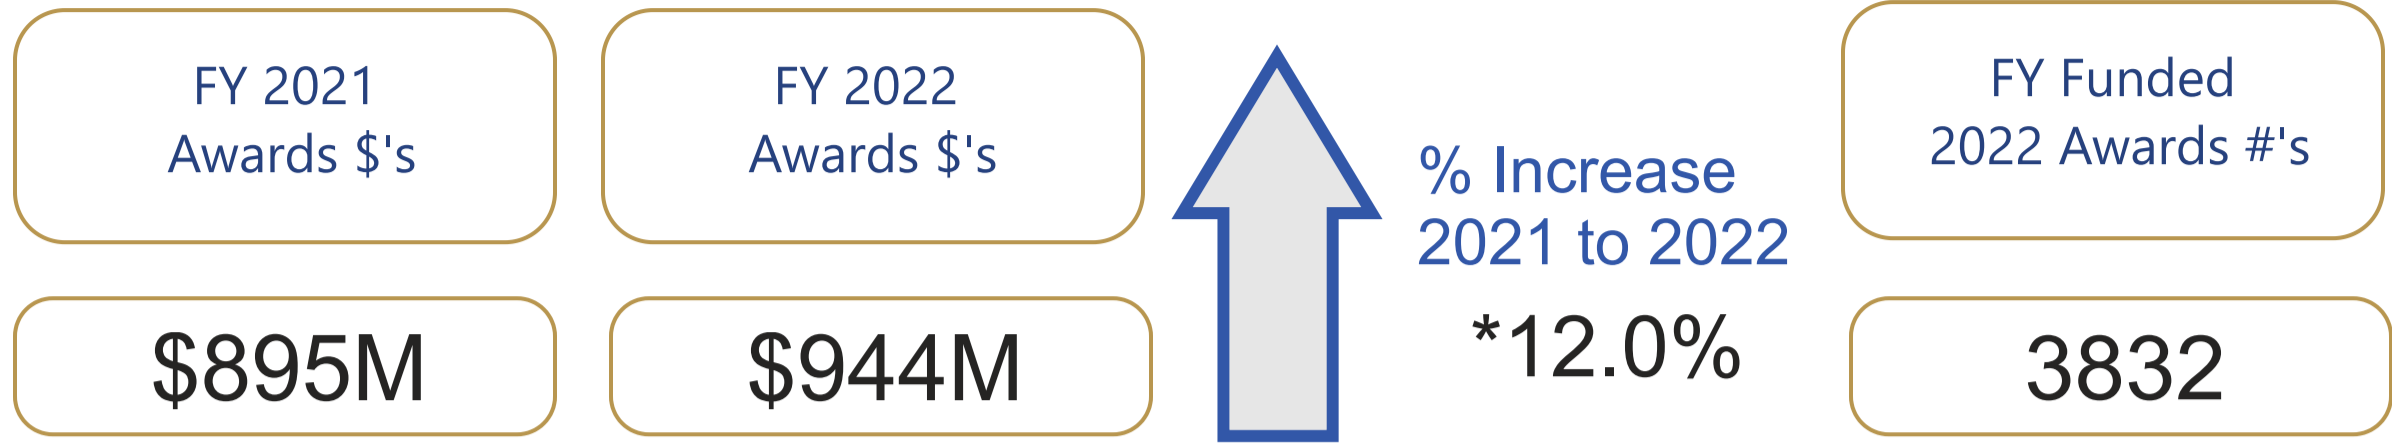 FY 2021
Awards $'s
$895M
FY 2022
Awards $'s
$944M
% Increase
2021 to 2022
*12.0%
FY Funded
2022 Awards #'s
3832